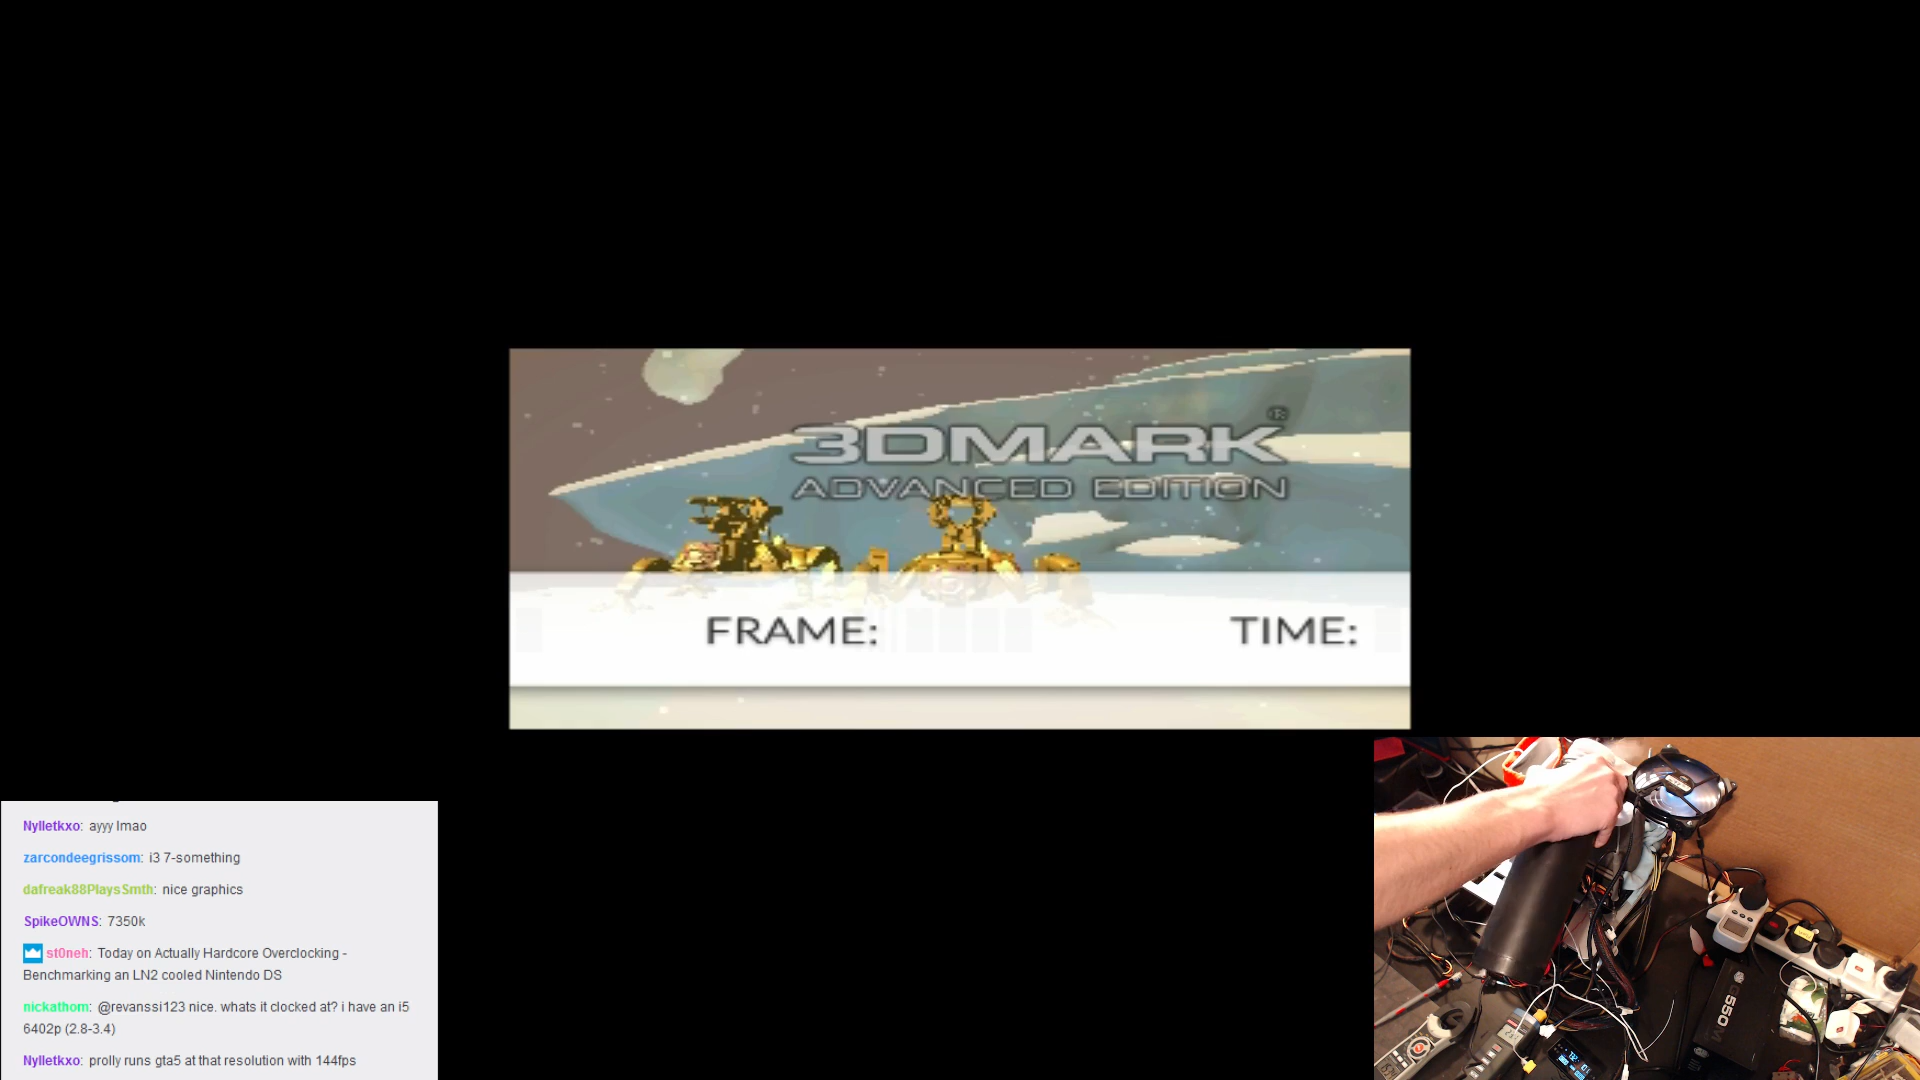 3DMARK®
ADVANCED EDITION
FRAME:
TIME:
Nylletkxo: ayyy lmao
zarcondeegrissom: i3 7-something
dafreak88PlaysSmth: nice graphics
SpikeOWNS: 7350k
st0neh: Today on Actually Hardcore Overclocking -
Benchmarking an LN2 cooled Nintendo DS
nickathom: @revanssi123 nice. whats it clocked at? i have an i5
6402p (2.8-3.4)
Nylletkxo: prolly runs gta5 at that resolution with 144fps
G550M